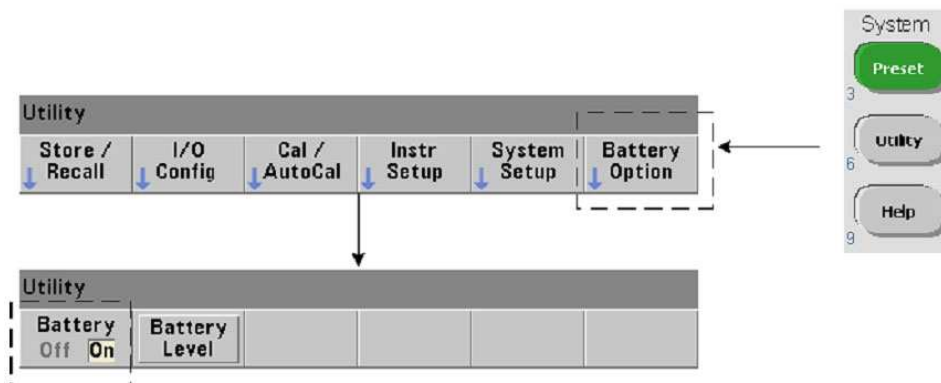 System
Preset
3
Utility
6
Help
9
Utility
Store / Recall
I/O Config
Cal / AutoCal
Instr Setup
System Setup
Battery Option
Utility
Battery
Off On
Battery Level